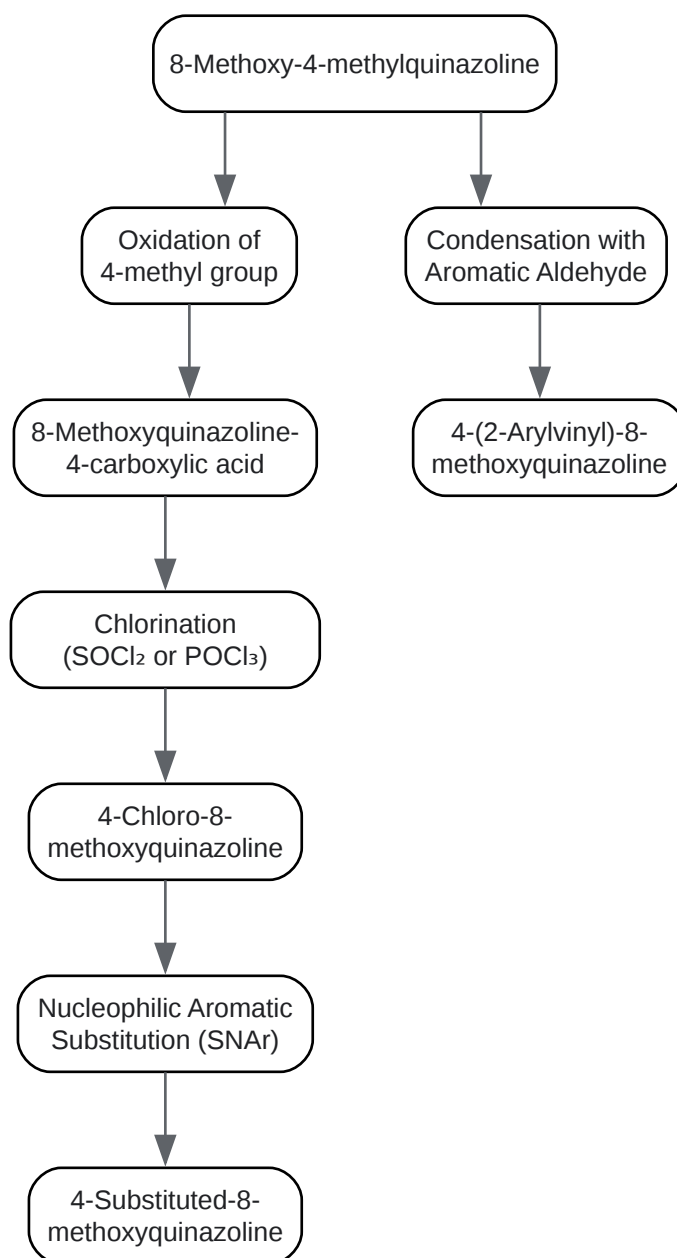 8-Methoxy-4-methylquinazoline
Oxidation of
4-methyl group
Condensation with
Aromatic Aldehyde
8-Methoxyquinazoline-
4-carboxylic acid
4-(2-Arylvinyl)-8-
methoxyquinazoline
Chlorination
(SOCl₂ or POCl₃)
4-Chloro-8-
methoxyquinazoline
Nucleophilic Aromatic
Substitution (SNAr)
4-Substituted-8-
methoxyquinazoline